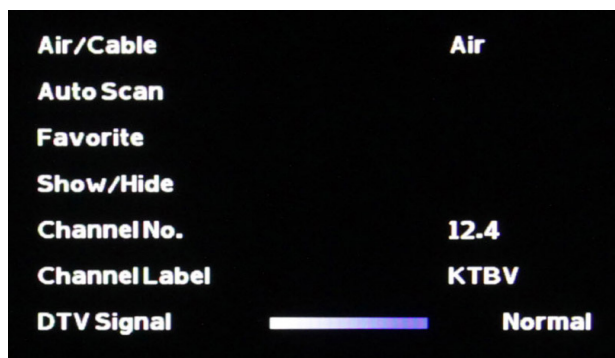 Air/Cable Air
Auto Scan
Favorite
Show/Hide
Channel No. 12.4
Channel Label KTBV
DTV Signal Normal